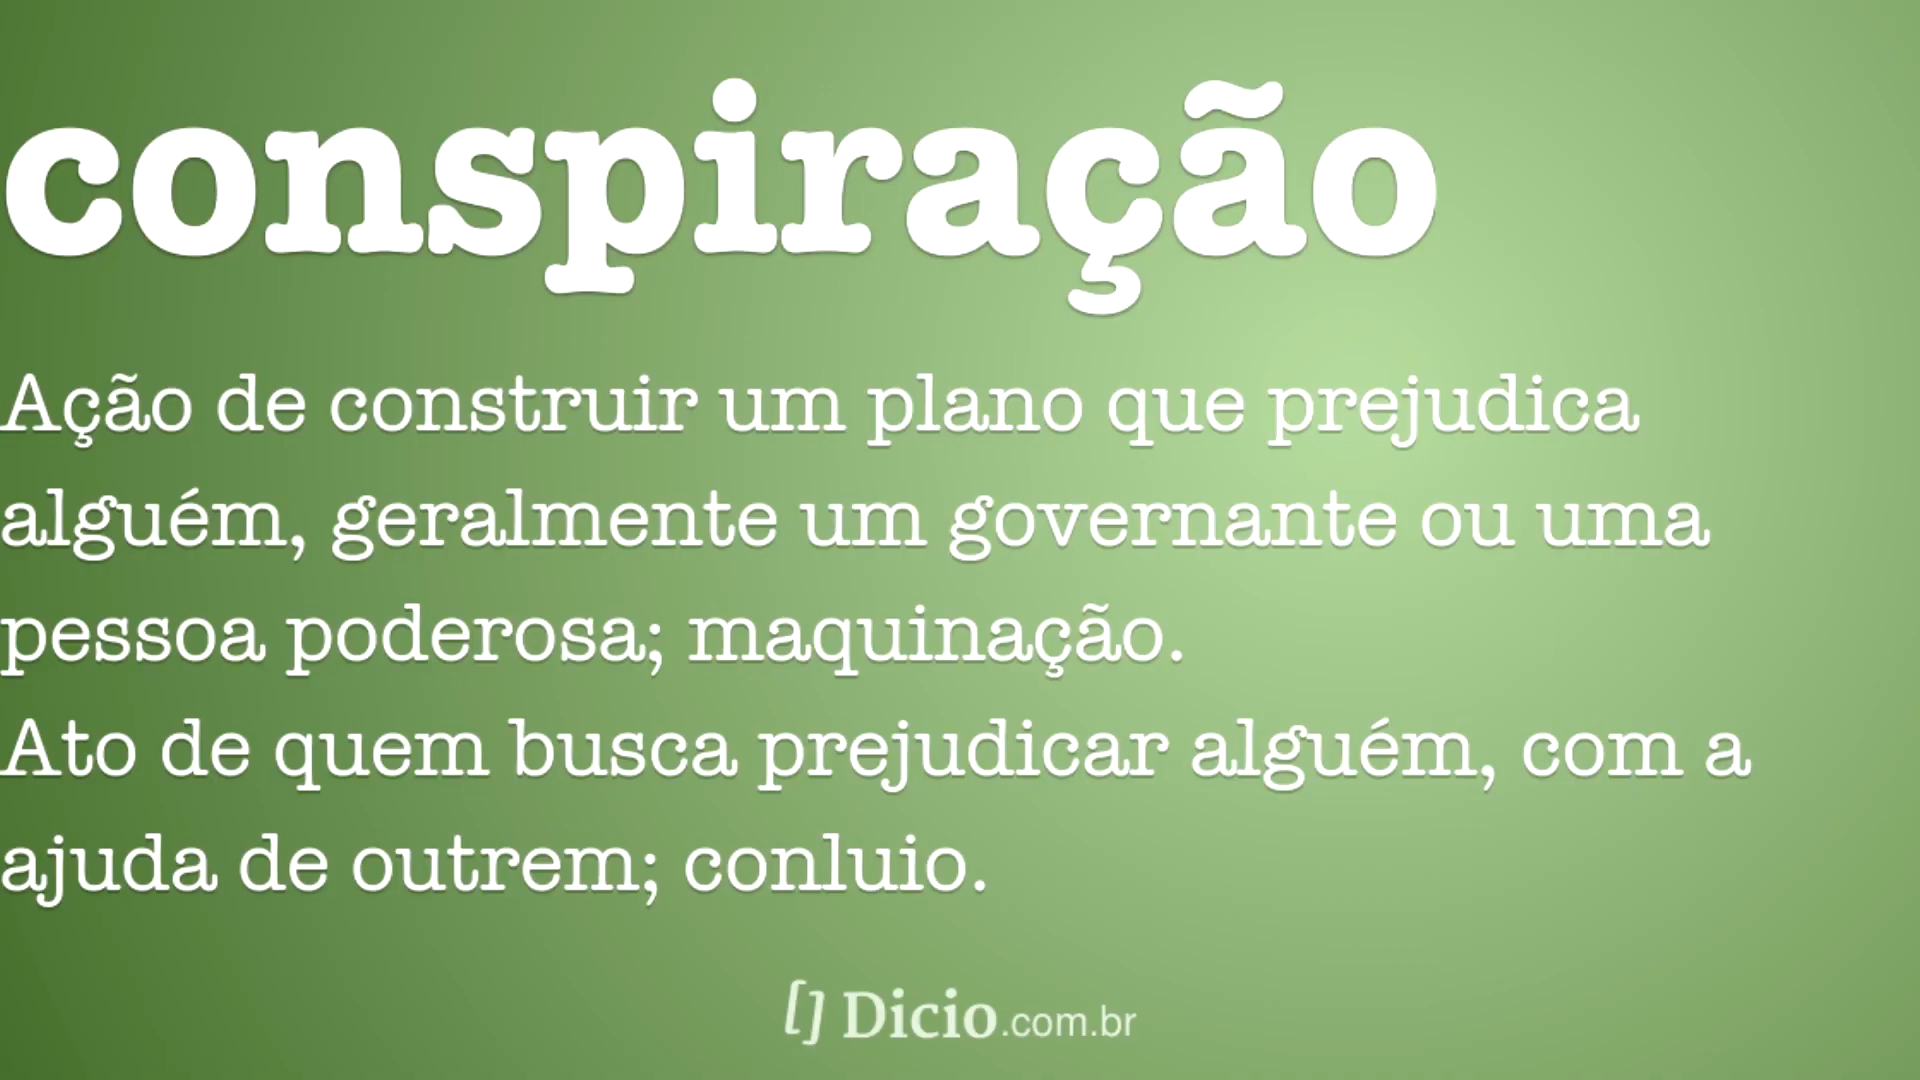 conspiração
Ação de construir um plano que prejudica
alguém, geralmente um governante ou uma
pessoa poderosa; maquinação.
Ato de quem busca prejudicar alguém, com a
ajuda de outrem; conluio.
[] Dicio.com.br